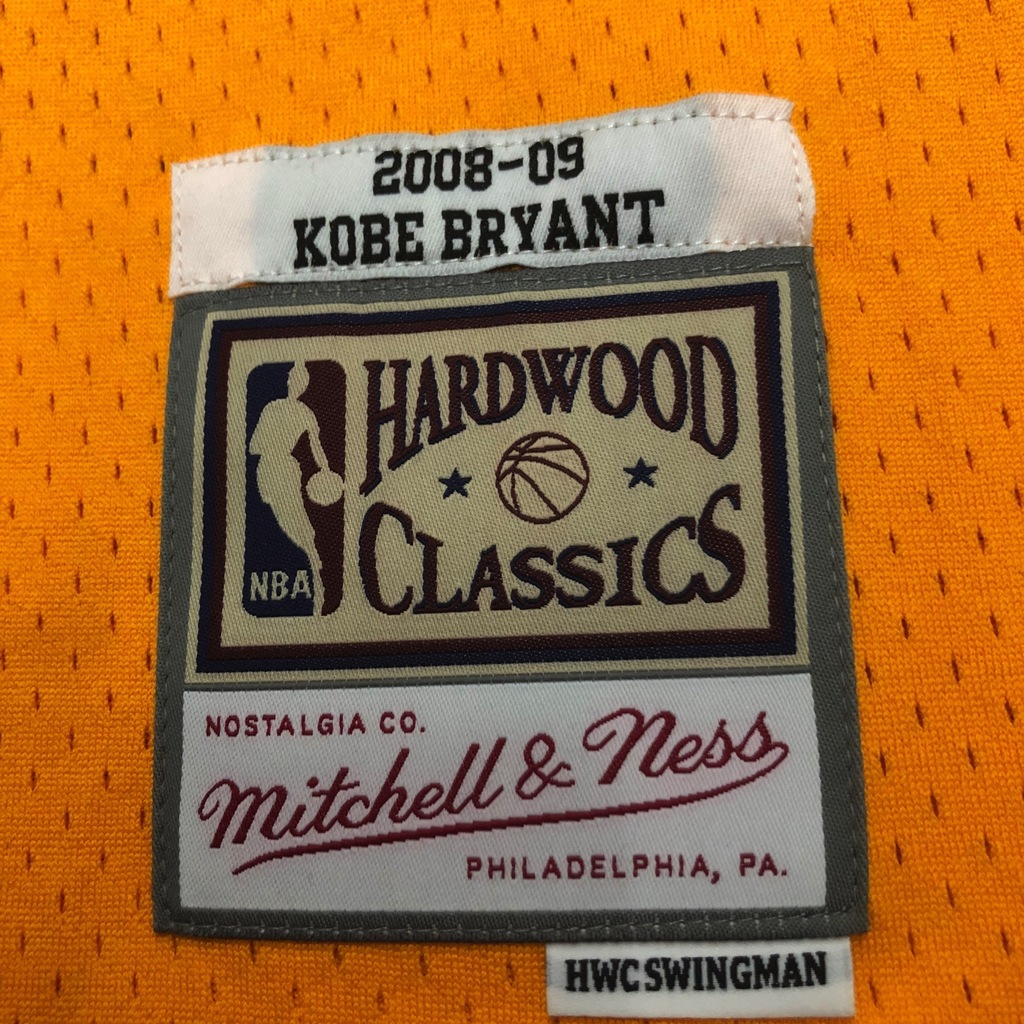 2008-09
KOBE BRYANT
HARDWOOD
CLASSICS
NBA
NOSTALGIA CO.
Mitchell & Ness
PHILADELPHIA, PA.
HWC SWINGMAN